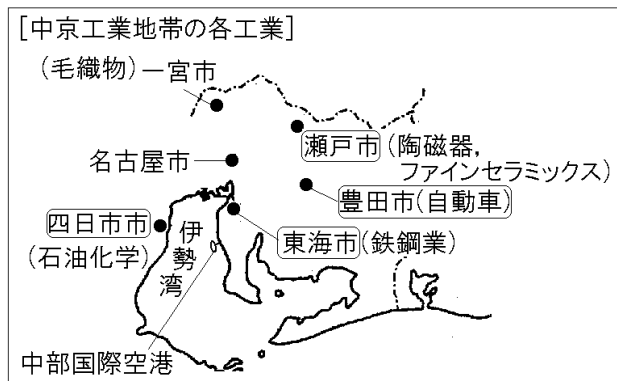 [中京工業地帯の各工業]
(毛織物)一宮市
瀬戸市(陶磁器,
ファインセラミックス)
名古屋市
豊田市(自動車)
四日市市
(石油化学)
伊勢湾
東海市(鉄鋼業)
中部国際空港